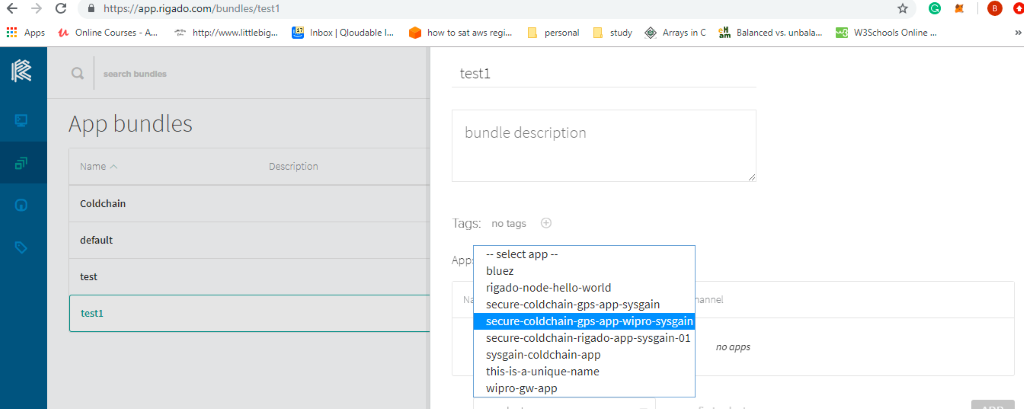 https://app.rigado.com/bundles/test1
B
Apps
Online Courses - A...
http://www.littlebig...
Inbox | Qloudable I...
how to sat aws regi...
personal
study
Arrays in C
Balanced vs. unbala...
W3Schools Online ...
»
search bundles
App bundles
Name
Description
Coldchain
default
test
test1
test1
bundle description
Tags: no tags
Apps
-- select app --
bluez
rigado-node-hello-world
secure-coldchain-gps-app-sysgain
secure-coldchain-gps-app-wipro-sysgain
secure-coldchain-rigado-app-sysgain-01
sysgain-coldchain-app
this-is-a-unique-name
wipro-gw-app
no apps